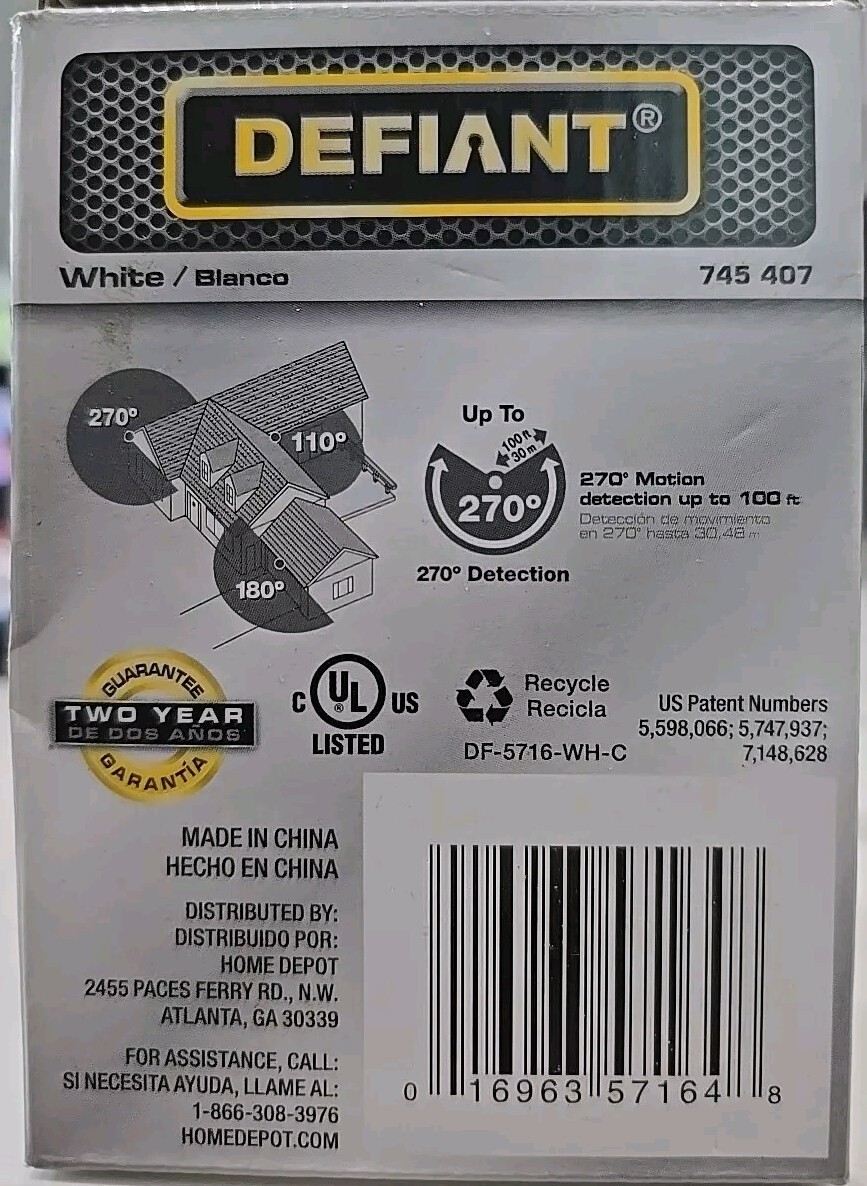 DEFIANT®
White / Blanco
745 407
270°
110°
180°
Up To
100 ft
30 m
270°
270° Detection
270° Motion
detection up to 100 ft
Detección de movimiento
en 270° hasta 30,48 m
GUARANTEE
TWO YEAR
DE DOS AÑOS
GARANTÍA
C UL® US
LISTED
Recycle
Recicla
DF-5716-WH-C
US Patent Numbers
5,598,066; 5,747,937;
7,148,628
MADE IN CHINA
HECHO EN CHINA
DISTRIBUTED BY:
DISTRIBUIDO POR:
HOME DEPOT
2455 PACES FERRY RD., N.W.
ATLANTA, GA 30339
FOR ASSISTANCE, CALL:
SI NECESITA AYUDA, LLAME AL:
1-866-308-3976
HOMEDEPOT.COM
0 16963 57164 8